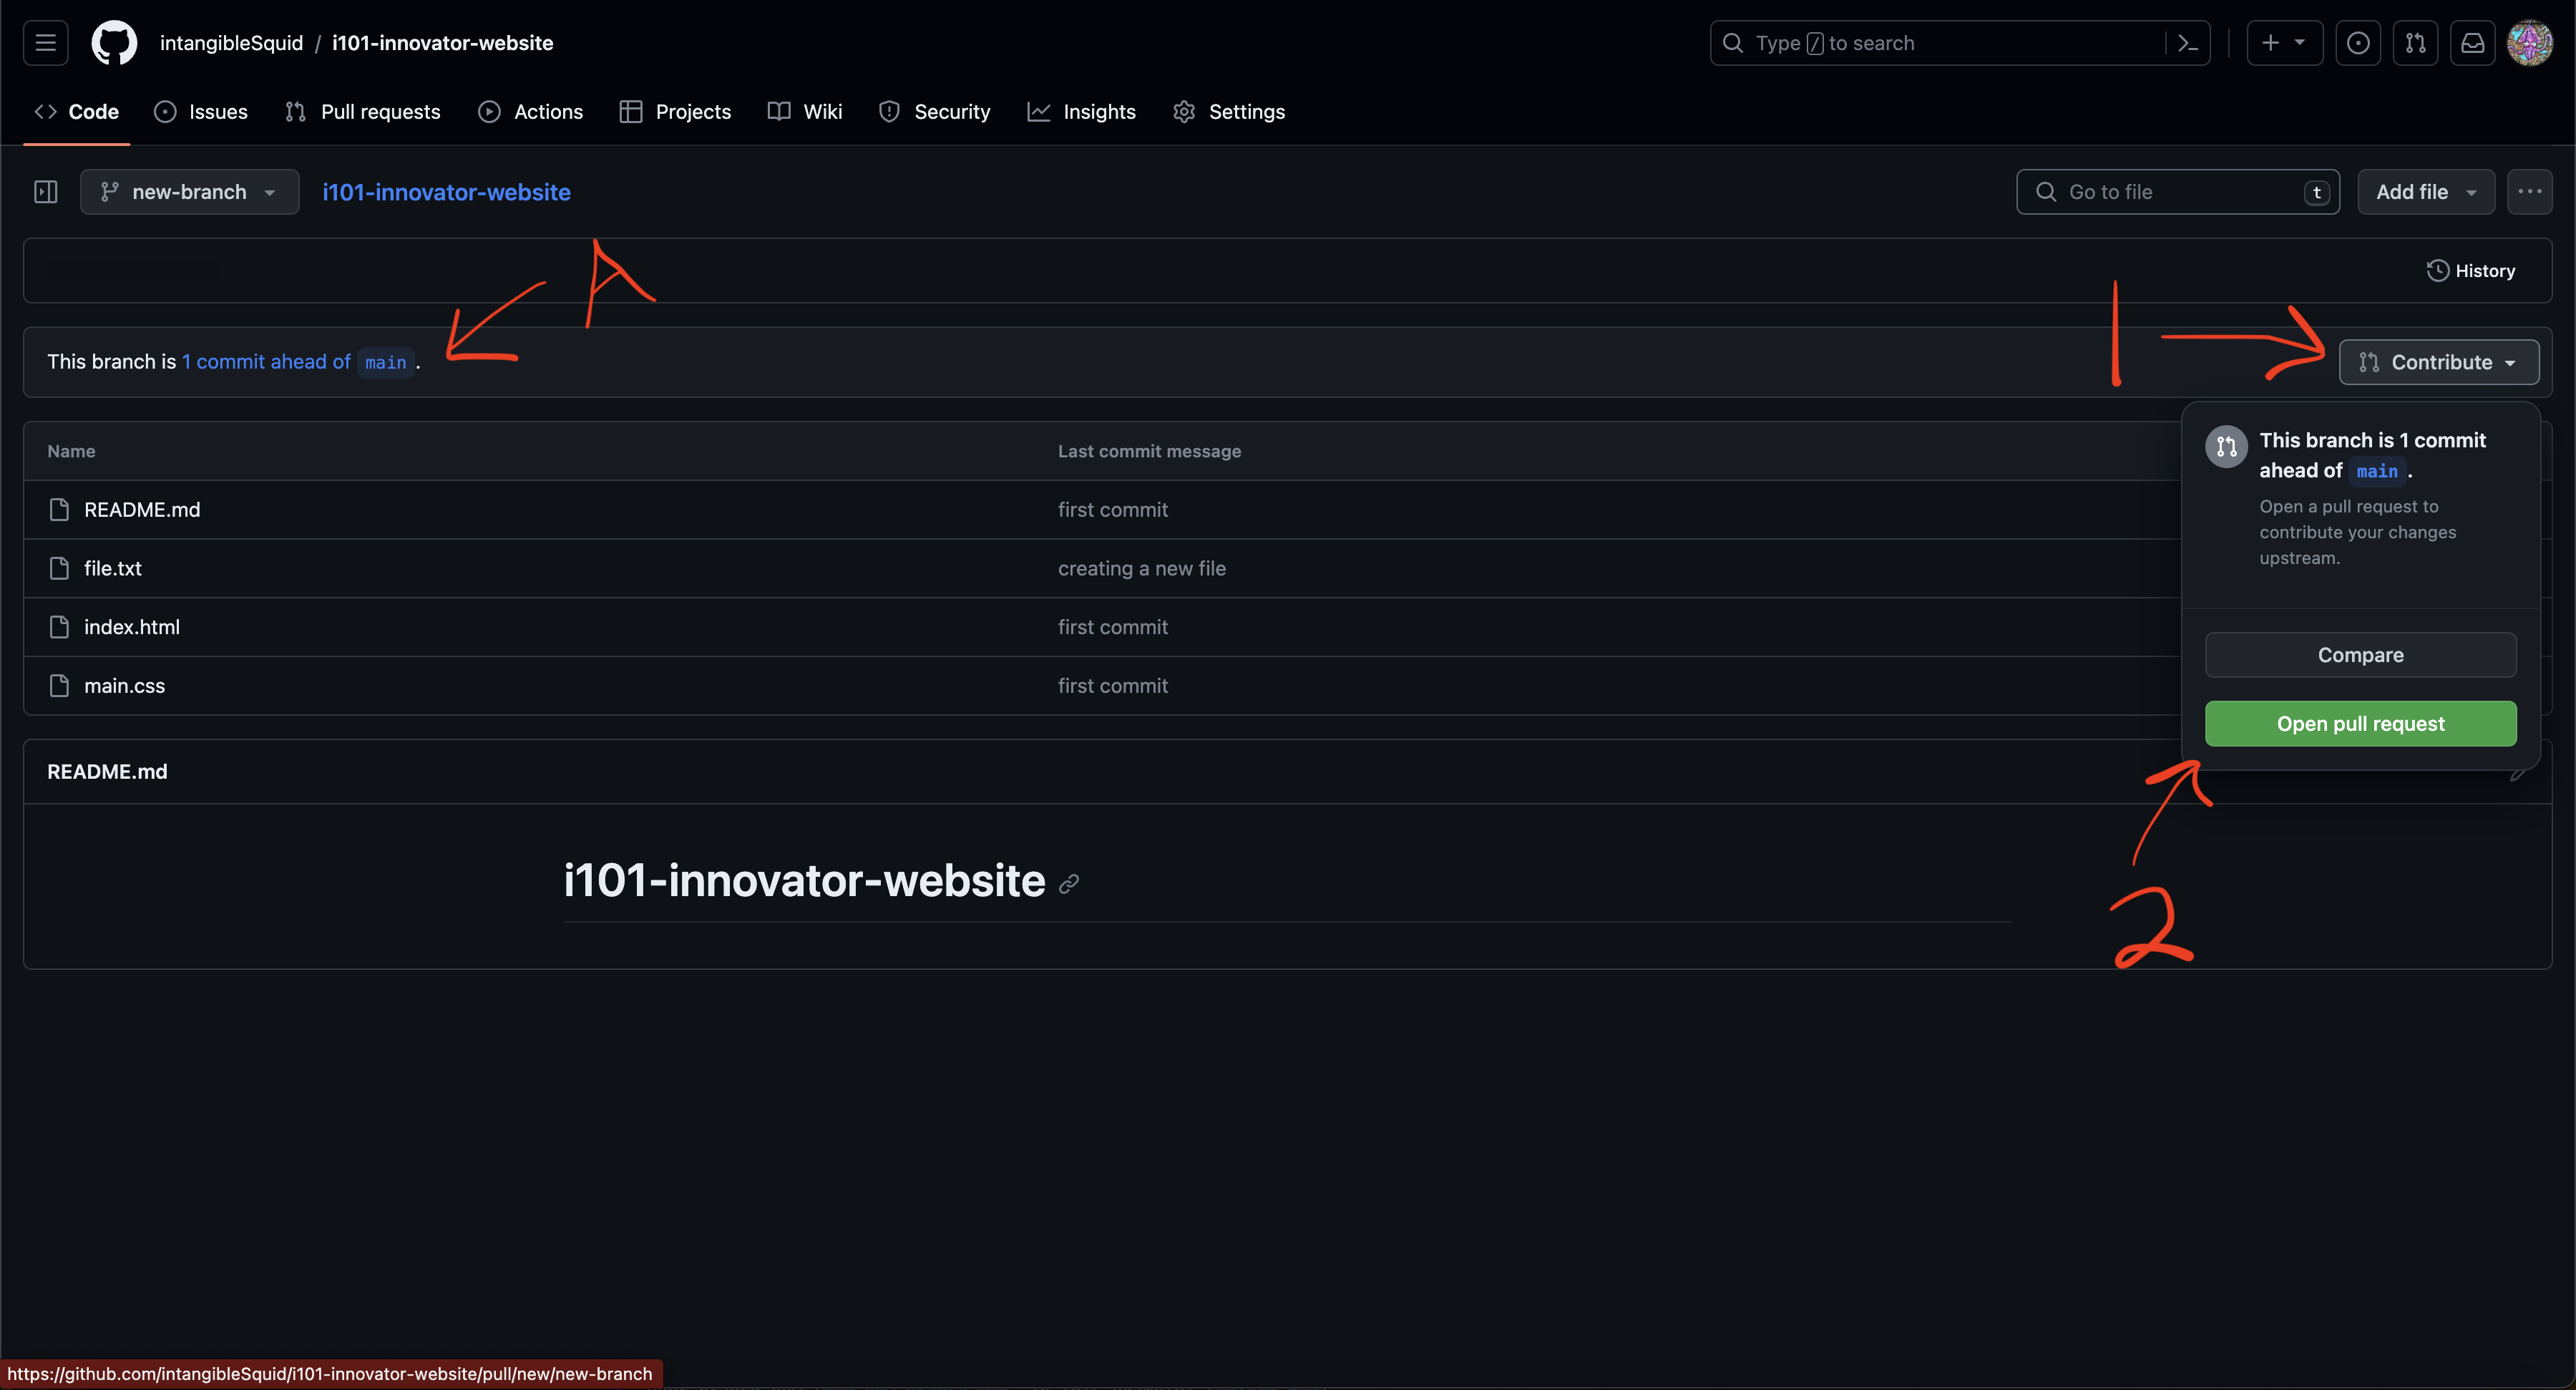 intangibleSquid / i101-innovator-website
Type / to search
Code Issues Pull requests Actions Projects Wiki Security Insights Settings
new-branch i101-innovator-website Go to file t Add file
History
A
1
This branch is 1 commit ahead of main .
Contribute
Name Last commit message
README.md first commit
file.txt creating a new file
index.html first commit
main.css first commit
This branch is 1 commit
ahead of main .
Open a pull request to
contribute your changes
upstream.
Compare
Open pull request
2
README.md
i101-innovator-website
https://github.com/intangibleSquid/i101-innovator-website/pull/new/new-branch